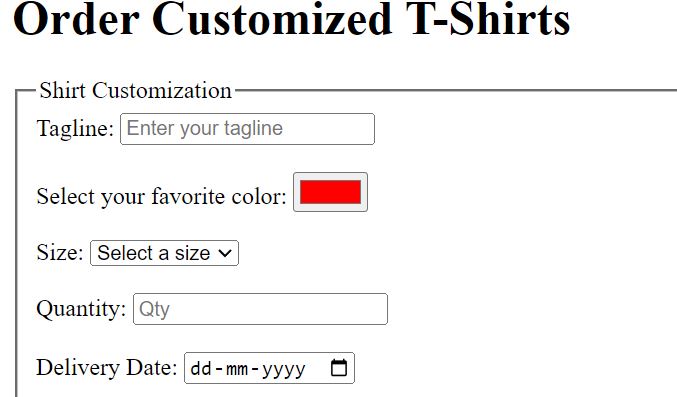 Order Customized T-Shirts
Shirt Customization
Tagline: Enter your tagline
Select your favorite color:
Size: Select a size
Quantity: Qty
Delivery Date: dd-mm-yyyy